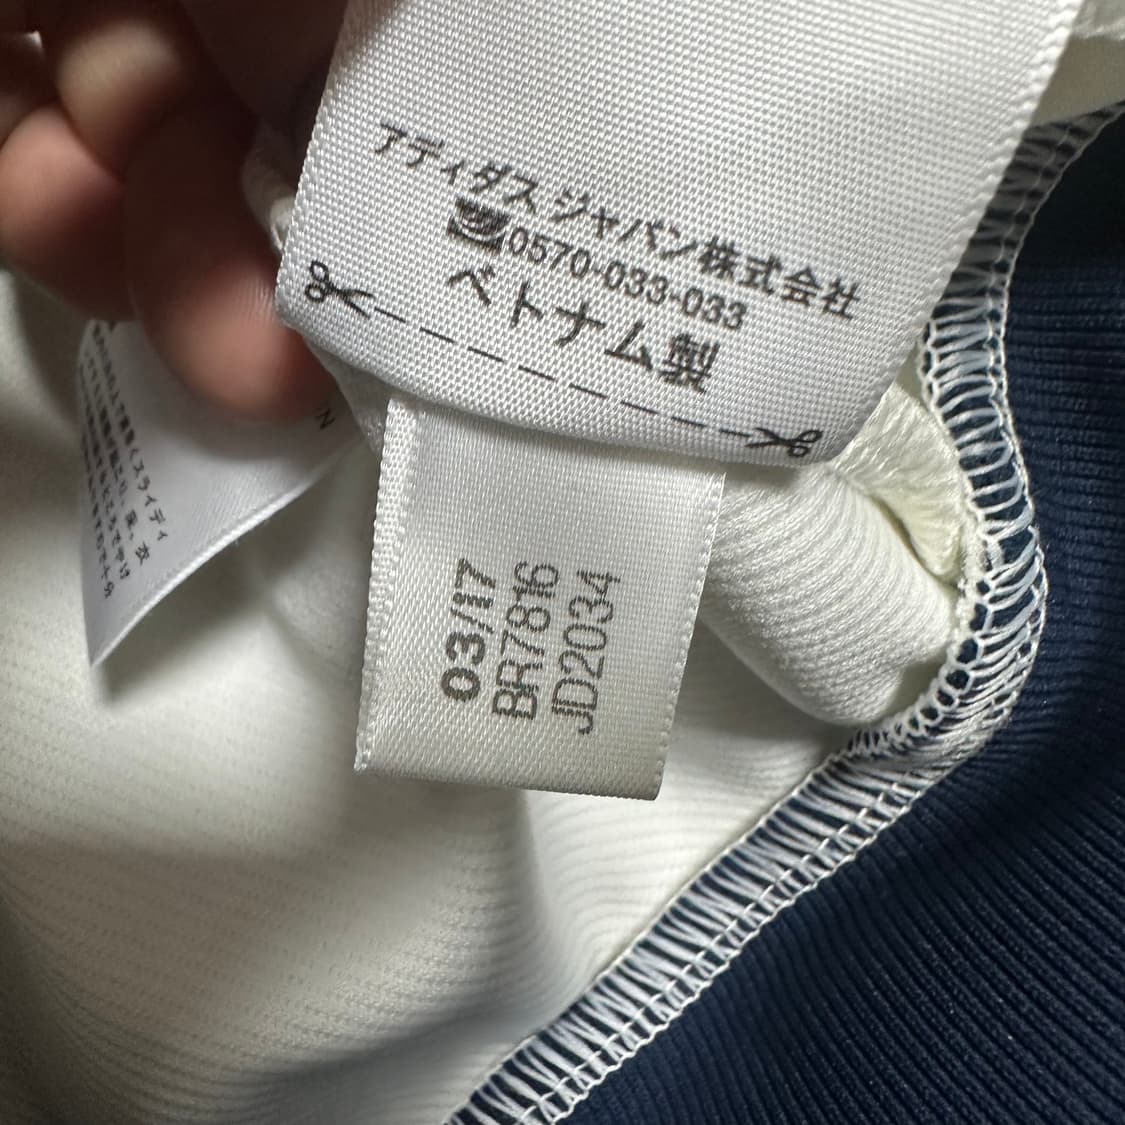 アディダス ジャパン株式会社
0570-033-033
ベトナム製
03/17
BR7816
JD2034
N